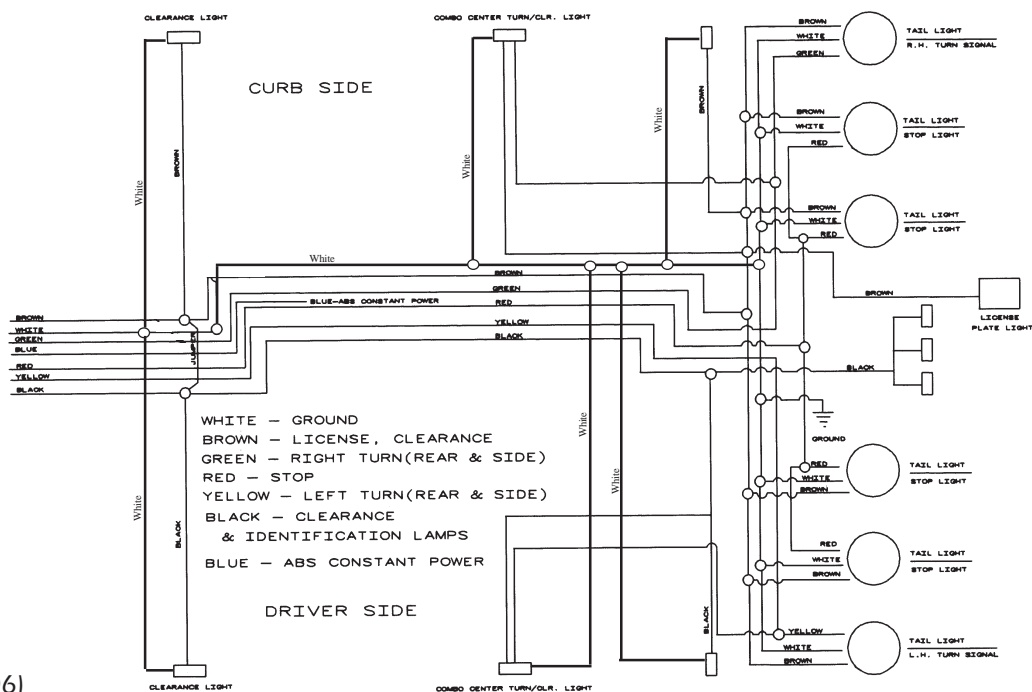 CLEARANCE LIGHT
COMBO CENTER TURN/CLR. LIGHT
BROWN
WHITE
GREEN
TAIL LIGHT
R.H. TURN SIGNAL
CURB SIDE
BROWN
White
White
White
BROWN
BROWN
WHITE
RED
TAIL LIGHT
STOP LIGHT
BROWN
WHITE
RED
TAIL LIGHT
STOP LIGHT
White
BROWN
GREEN
BLUE-ABS CONSTANT POWER
RED
YELLOW
BLACK
BROWN
LICENSE
PLATE LIGHT
BROWN
WHITE
GREEN
BLUE
RED
YELLOW
BLACK
JUMPER
BLACK
GROUND
WHITE - GROUND
BROWN - LICENSE, CLEARANCE
GREEN - RIGHT TURN(REAR & SIDE)
RED - STOP
YELLOW - LEFT TURN(REAR & SIDE)
BLACK - CLEARANCE
& IDENTIFICATION LAMPS
BLUE - ABS CONSTANT POWER
White
BLACK
White
White
BLACK
RED
WHITE
BROWN
TAIL LIGHT
STOP LIGHT
RED
WHITE
BROWN
TAIL LIGHT
STOP LIGHT
DRIVER SIDE
YELLOW
WHITE
BROWN
TAIL LIGHT
L.H. TURN SIGNAL
CLEARANCE LIGHT
COMBO CENTER TURN/CLR. LIGHT